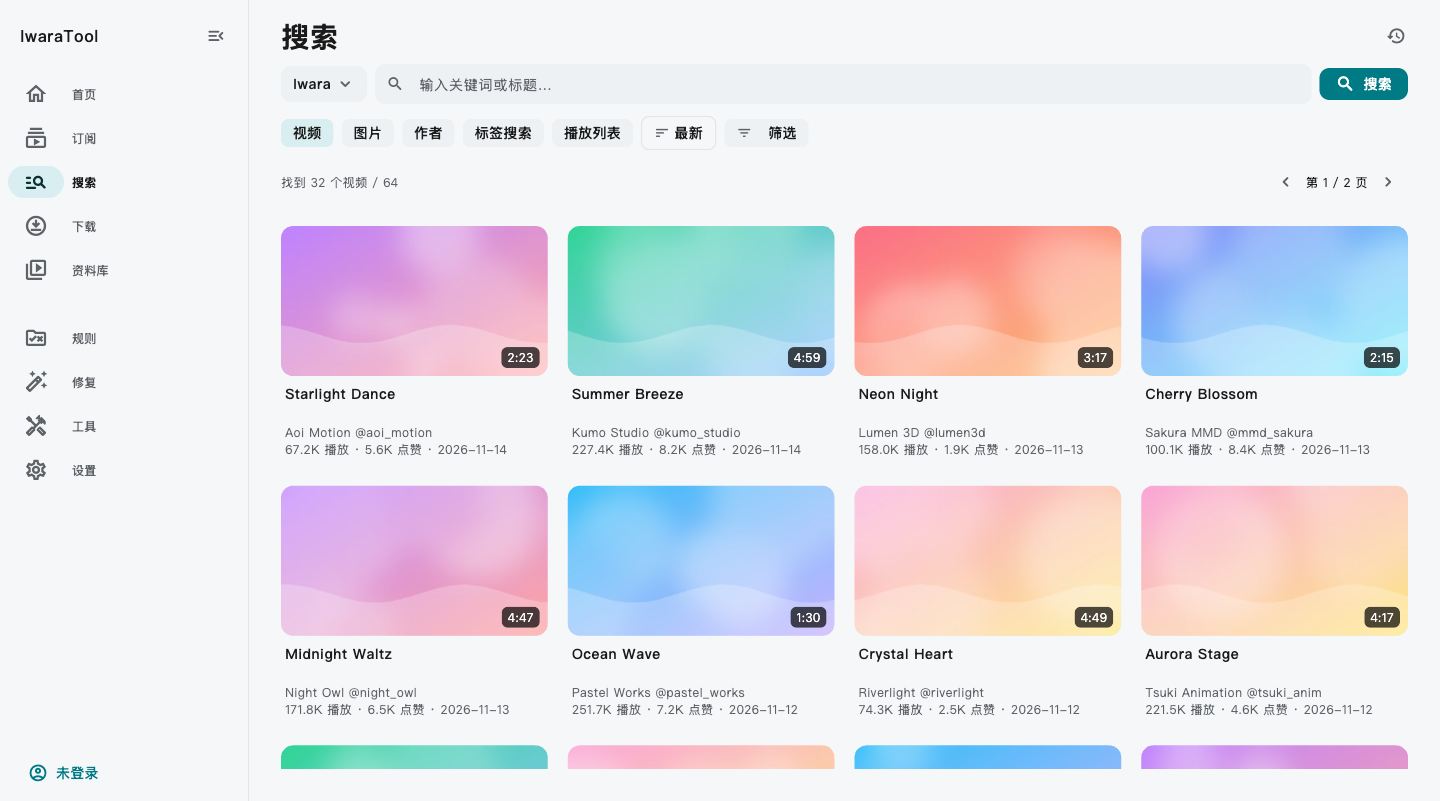 IwaraTool
首页
订阅
搜索
下载
资料库
规则
修复
工具
设置
未登录
搜索
Iwara
输入关键词或标题...
搜索
视频
图片
作者
标签搜索
播放列表
最新
筛选
找到 32 个视频 / 64
第 1 / 2 页
2:23
4:59
3:17
2:15
Starlight Dance
Summer Breeze
Neon Night
Cherry Blossom
Aoi Motion @aoi_motion
Kumo Studio @kumo_studio
Lumen 3D @lumen3d
Sakura MMD @mmd_sakura
67.2K 播放 · 5.6K 点赞 · 2026-11-14
227.4K 播放 · 8.2K 点赞 · 2026-11-14
158.0K 播放 · 1.9K 点赞 · 2026-11-13
100.1K 播放 · 8.4K 点赞 · 2026-11-13
4:47
1:30
4:49
4:17
Midnight Waltz
Ocean Wave
Crystal Heart
Aurora Stage
Night Owl @night_owl
Pastel Works @pastel_works
Riverlight @riverlight
Tsuki Animation @tsuki_anim
171.8K 播放 · 6.5K 点赞 · 2026-11-13
251.7K 播放 · 7.2K 点赞 · 2026-11-12
74.3K 播放 · 2.5K 点赞 · 2026-11-12
221.5K 播放 · 4.6K 点赞 · 2026-11-12